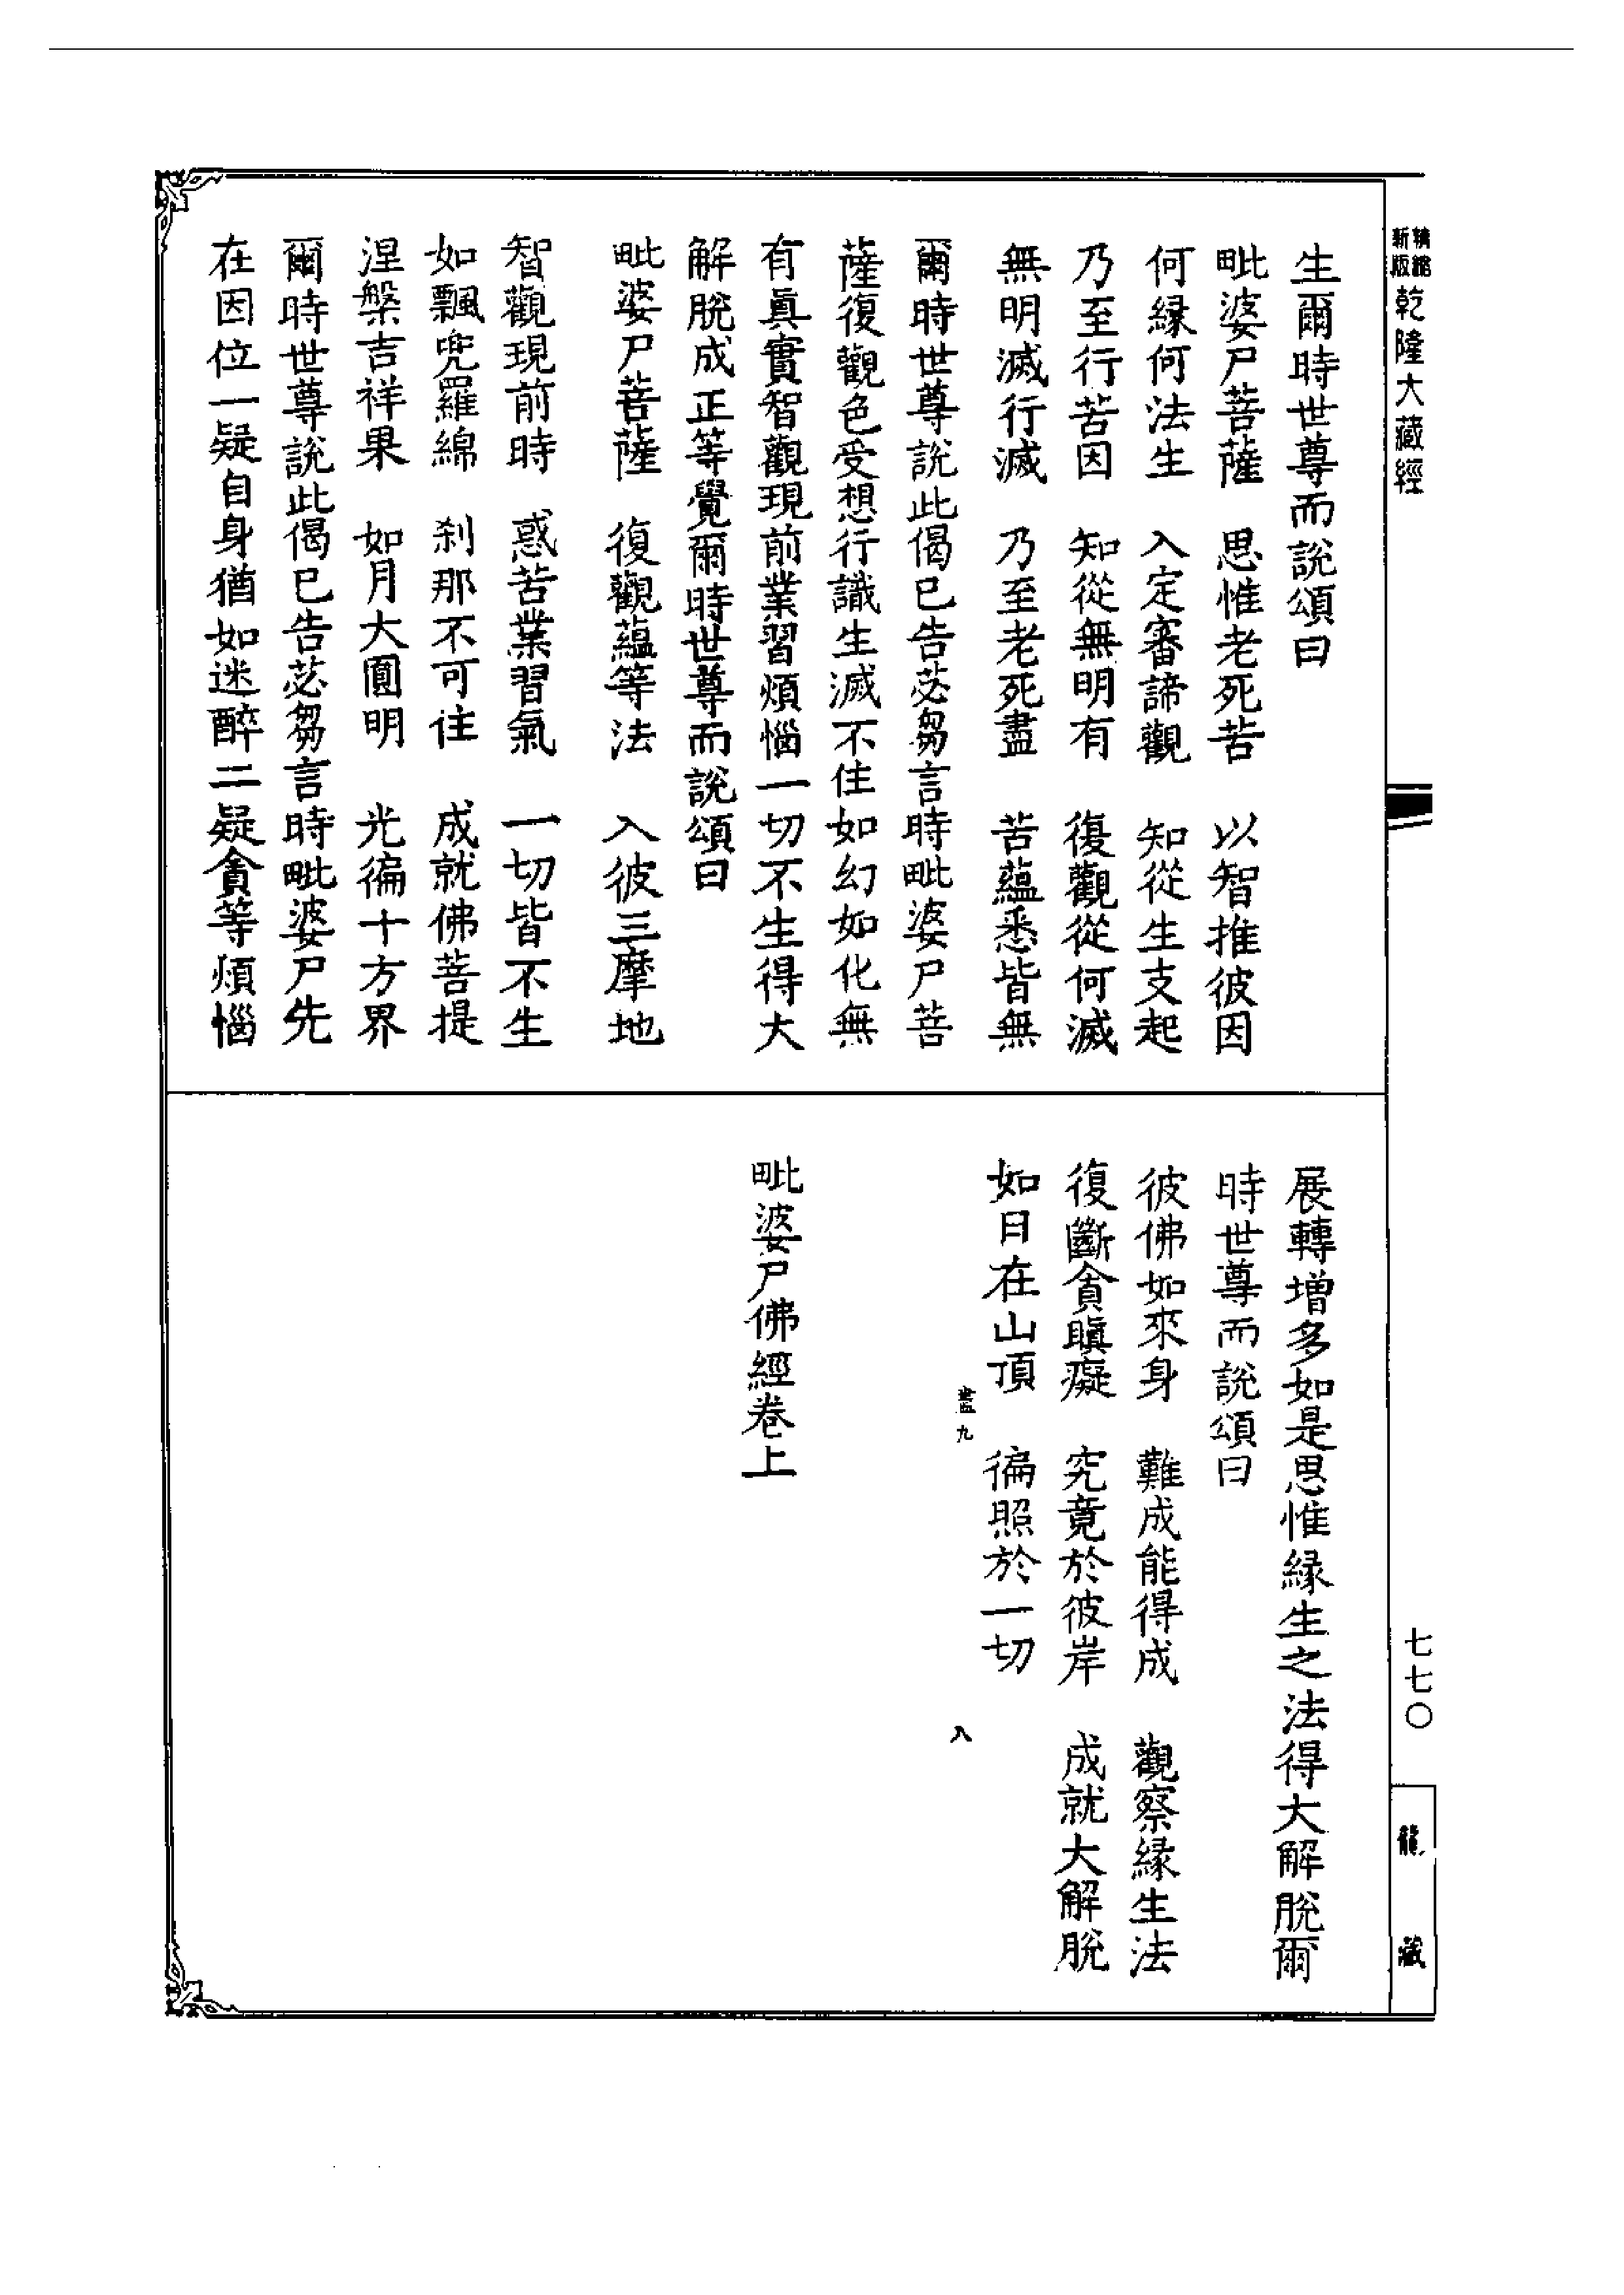 新版
精縮
乾隆大藏經
生爾時世尊而說頌曰
毗婆尸菩薩　思惟老死苦　以智推彼因
何緣何法生　入定審諦觀　知從生支起
乃至行苦因　知從無明有　復觀從何滅
無明滅行滅　乃至老死盡　苦蘊悉皆無
爾時世尊說此偈已告苾芻言時毗婆尸菩
薩復觀色受想行識生滅不住如幻如化無
有眞實智觀現前業習煩惱一切不生得大
解脫成正等覺爾時世尊而說頌曰
毗婆尸菩薩　復觀蘊等法　入彼三摩地
智觀現前時　惑苦業習氣　一切皆不生
如飄兜羅綿　刹那不可住　成就佛菩提
涅槃吉祥果　如月大圓明　光徧十方界
爾時世尊說此偈已告苾芻言時毗婆尸先
在因位一疑自身猶如迷醉二疑貪等煩惱
展轉增多如是思惟緣生之法得大解脫爾
時世尊而說頌曰
彼佛如來身　難成能得成　觀察緣生法
復斷貪瞋癡　究竟於彼岸　成就大解脫
如日在山頂　徧照於一切
盡九　入
毗婆尸佛經卷上
七七〇
龍藏